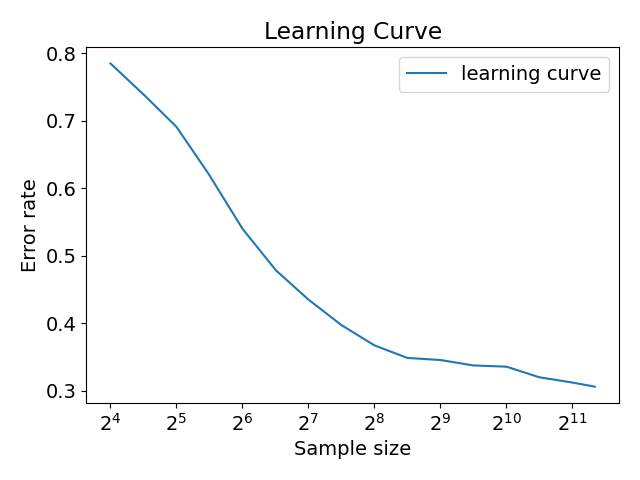 Learning Curve
learning curve
Error rate
0.8
0.7
0.6
0.5
0.4
0.3
2⁴ 2⁵ 2⁶ 2⁷ 2⁸ 2⁹ 2¹⁰ 2¹¹
Sample size